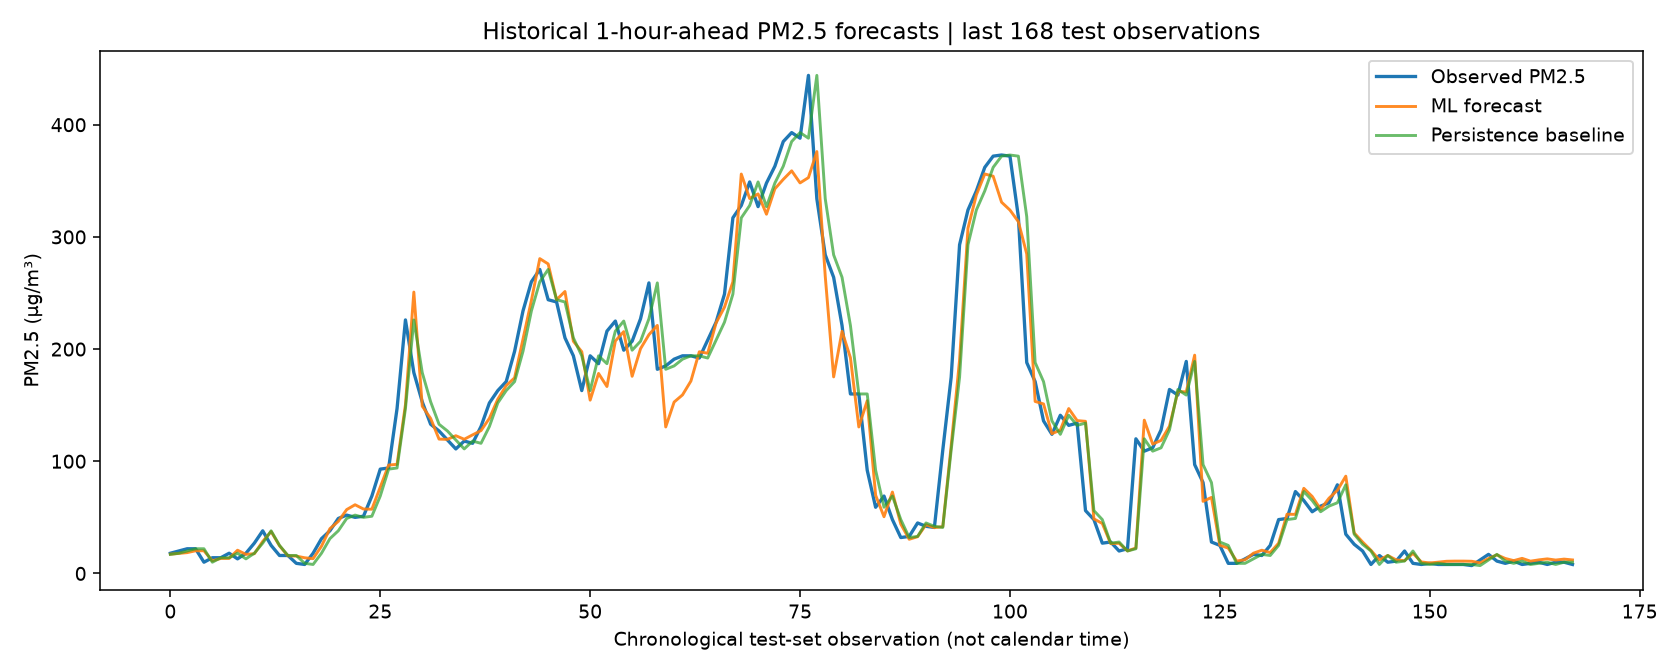 Historical 1-hour-ahead PM2.5 forecasts | last 168 test observations
Observed PM2.5
ML forecast
Persistence baseline
PM2.5 (µg/m³)
400
300
200
100
0
0 25 50 75 100 125 150 175
Chronological test-set observation (not calendar time)